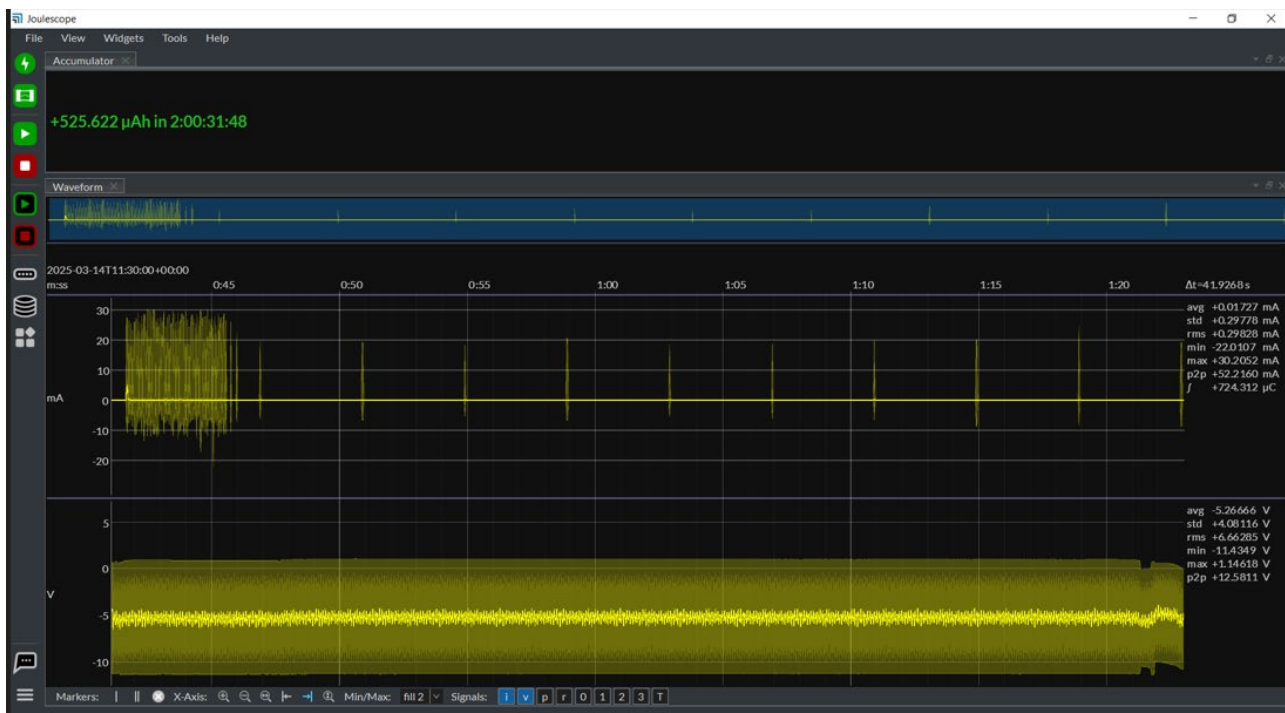 Joulescope
File View Widgets Tools Help
Accumulator
+525.622 µAh in 2:00:31:48
Waveform
2025-03-14T11:30:00+00:00
m:ss 0:45 0:50 0:55 1:00 1:05 1:10 1:15 1:20 Δt=41.9268 s
30
20
10
mA 0
-10
-20
avg +0.01727 mA
std +0.29778 mA
rms +0.29828 mA
min -22.0107 mA
max +30.2052 mA
p2p +52.2160 mA
∫ +724.312 µC
5
0
V
-5
-10
avg -5.26666 V
std +4.08116 V
rms +6.66285 V
min -11.4349 V
max +1.14618 V
p2p +12.5811 V
Markers: X-Axis: Min/Max: fill 2 Signals: i v p r 0 1 2 3 T